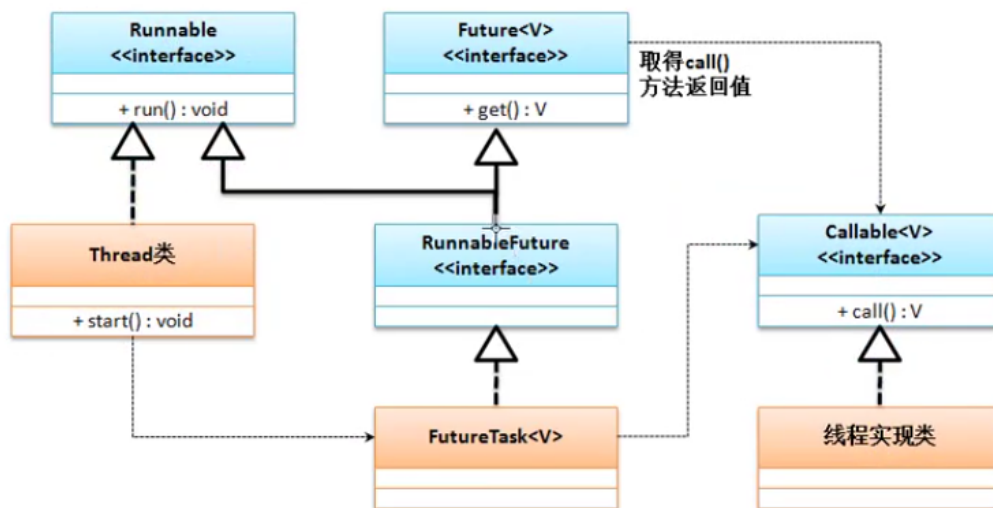 Runnable
<<interface>>
+ run() : void
Future<V>
<<interface>>
+ get() : V
取得call()
方法返回值
Thread类
+ start() : void
RunnableFuture
<<interface>>
Callable<V>
<<interface>>
+ call() : V
FutureTask<V>
线程实现类